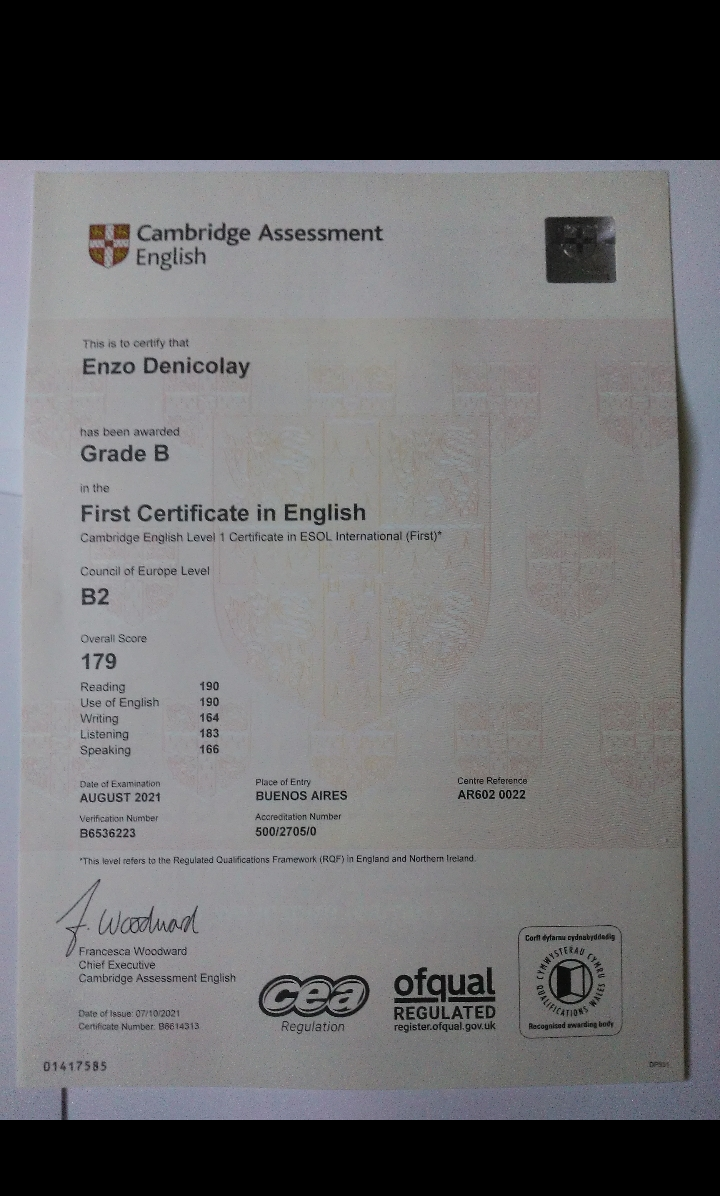 Cambridge Assessment
English
This is to certify that
Enzo Denicolay
has been awarded
Grade B
in the
First Certificate in English
Cambridge English Level 1 Certificate in ESOL International (First)*
Council of Europe Level
B2
Overall Score
179
Reading 190
Use of English 190
Writing 164
Listening 183
Speaking 166
Date of Examination Place of Entry Centre Reference
AUGUST 2021 BUENOS AIRES AR602 0022
Verification Number Accreditation Number
B6536223 500/2705/0
*This level refers to the Regulated Qualifications Framework (RQF) in England and Northern Ireland.
F. Woodward
Francesca Woodward
Chief Executive
Cambridge Assessment English
Date of Issue: 07/10/2021
Certificate Number: B6614313
cea
Regulation
ofqual
REGULATED
register.ofqual.gov.uk
Corff dyfarnu cydnabyddedig
CYMWYSTERAU CYMRU
QUALIFICATIONS WALES
Recognised awarding body
01417585